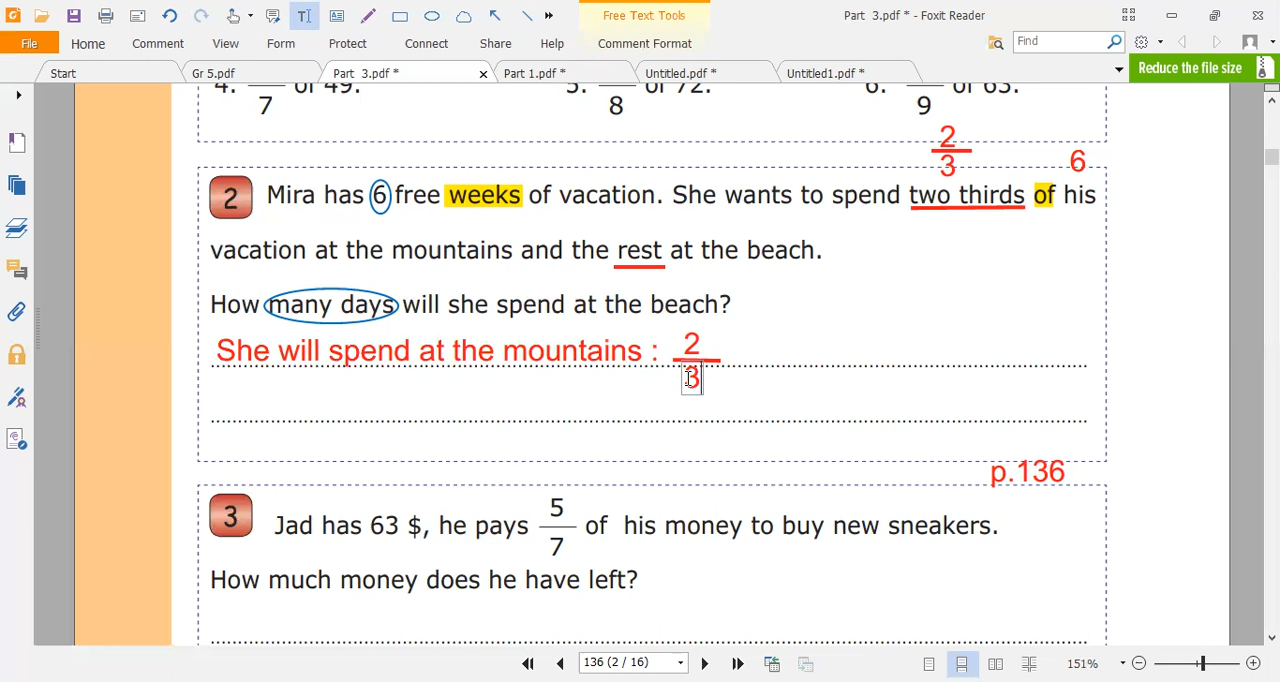 Free Text Tools
Part 3.pdf * - Foxit Reader
File Home Comment View Form Protect Connect Share Help Comment Format
Find
Start Gr 5.pdf Part 3.pdf * Part 1.pdf * Untitled.pdf * Untitled1.pdf *
Reduce the file size
4. of 49. 5. of 72. 6. of 63.
7 8 9
2
3 6
2 Mira has 6 free weeks of vacation. She wants to spend two thirds of his
vacation at the mountains and the rest at the beach.
How many days will she spend at the beach?
She will spend at the mountains : 2
3
p.136
3 Jad has 63 $, he pays 5/7 of his money to buy new sneakers.
How much money does he have left?
136 (2 / 16)
151%